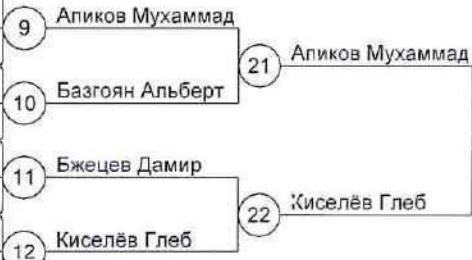 9 Апиков Мухаммад
21 Апиков Мухаммад
10 Базгоян Альберт
11 Бжецев Дамир
22 Киселёв Глеб
12 Киселёв Глеб